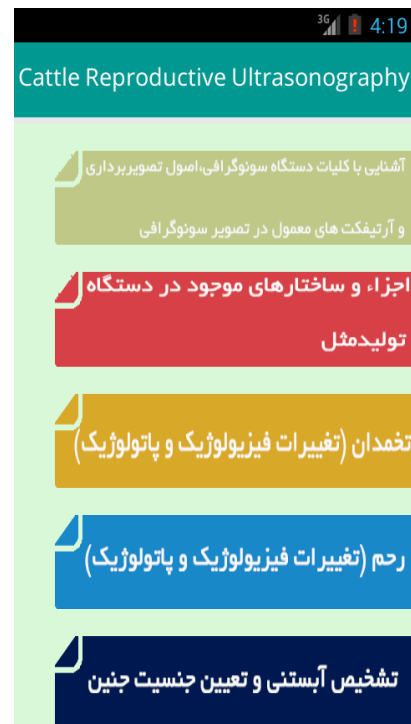 3G 4:19
Cattle Reproductive Ultrasonography
آشنایی با کلیات دستگاه سونوگرافی،اصول تصویربرداری
و آرتیفکت های معمول در تصویر سونوگرافی
اجزاء و ساختارهای موجود در دستگاه
تولیدمثل
تخمدان (تغییرات فیزیولوژیک و پاتولوژیک)
رحم (تغییرات فیزیولوژیک و پاتولوژیک)
تشخیص آبستنی و تعیین جنسیت جنین